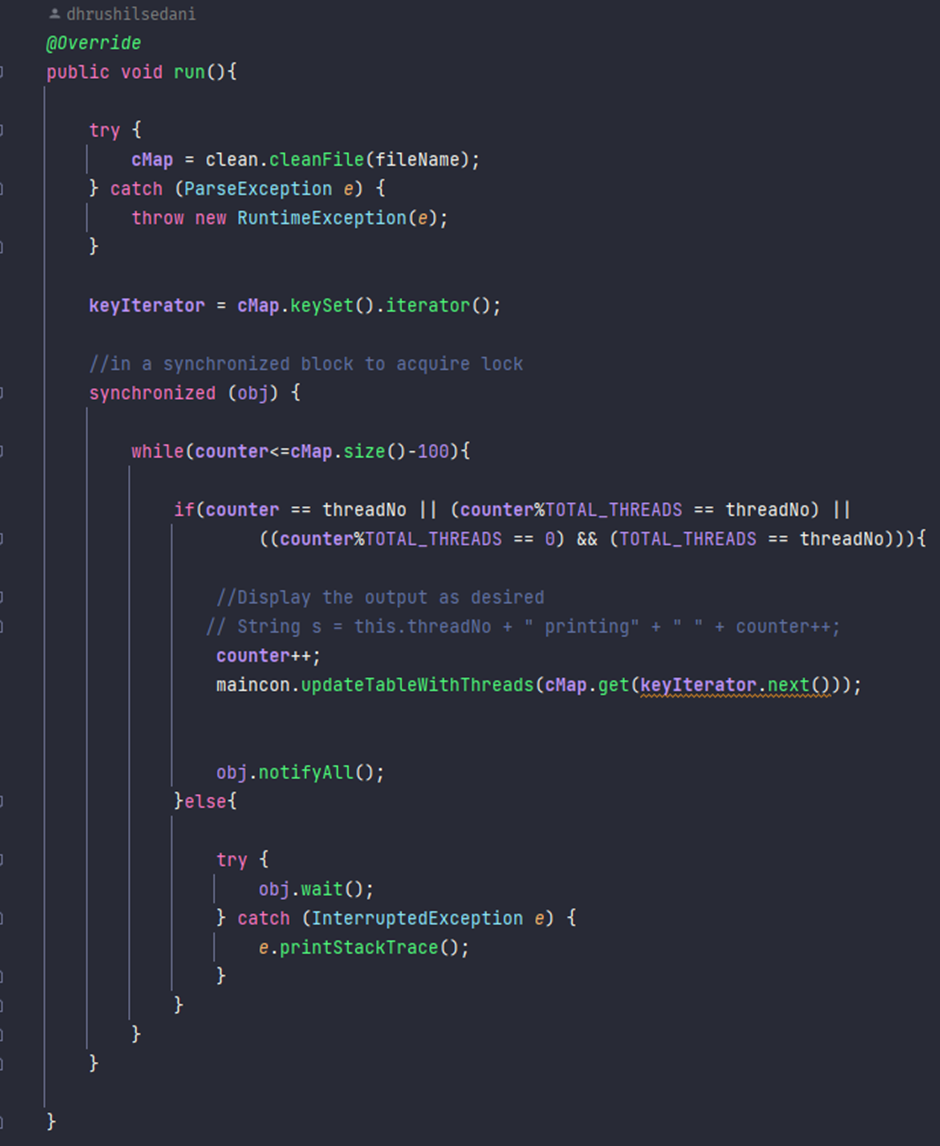 dhrushilsedani
@Override
public void run(){
try {
cMap = clean.cleanFile(fileName);
} catch (ParseException e) {
throw new RuntimeException(e);
}
keyIterator = cMap.keySet().iterator();
//in a synchronized block to acquire lock
synchronized (obj) {
while(counter<=cMap.size()-100){
if(counter == threadNo || (counter%TOTAL_THREADS == threadNo) ||
((counter%TOTAL_THREADS == 0) && (TOTAL_THREADS == threadNo))){
//Display the output as desired
// String s = this.threadNo + " printing" + " " + counter++;
counter++;
maincon.updateTableWithThreads(cMap.get(keyIterator.next()));
obj.notifyAll();
}else{
try {
obj.wait();
} catch (InterruptedException e) {
e.printStackTrace();
}
}
}
}
}